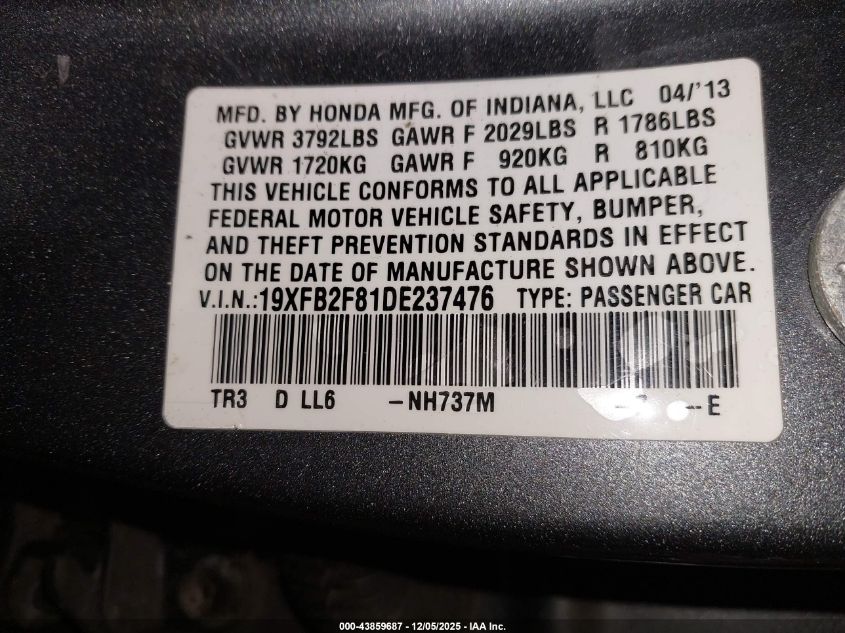 MFD. BY HONDA MFG. OF INDIANA, LLC 04/'13
GVWR 3792LBS GAWR F 2029LBS R 1786LBS
GVWR 1720KG GAWR F 920KG R 810KG
THIS VEHICLE CONFORMS TO ALL APPLICABLE
FEDERAL MOTOR VEHICLE SAFETY, BUMPER,
AND THEFT PREVENTION STANDARDS IN EFFECT
ON THE DATE OF MANUFACTURE SHOWN ABOVE.
V.I.N.:19XFB2F81DE237476 TYPE: PASSENGER CAR
TR3 D LL6 -NH737M --E
000-43859687 - 12/05/2025 - IAA Inc.